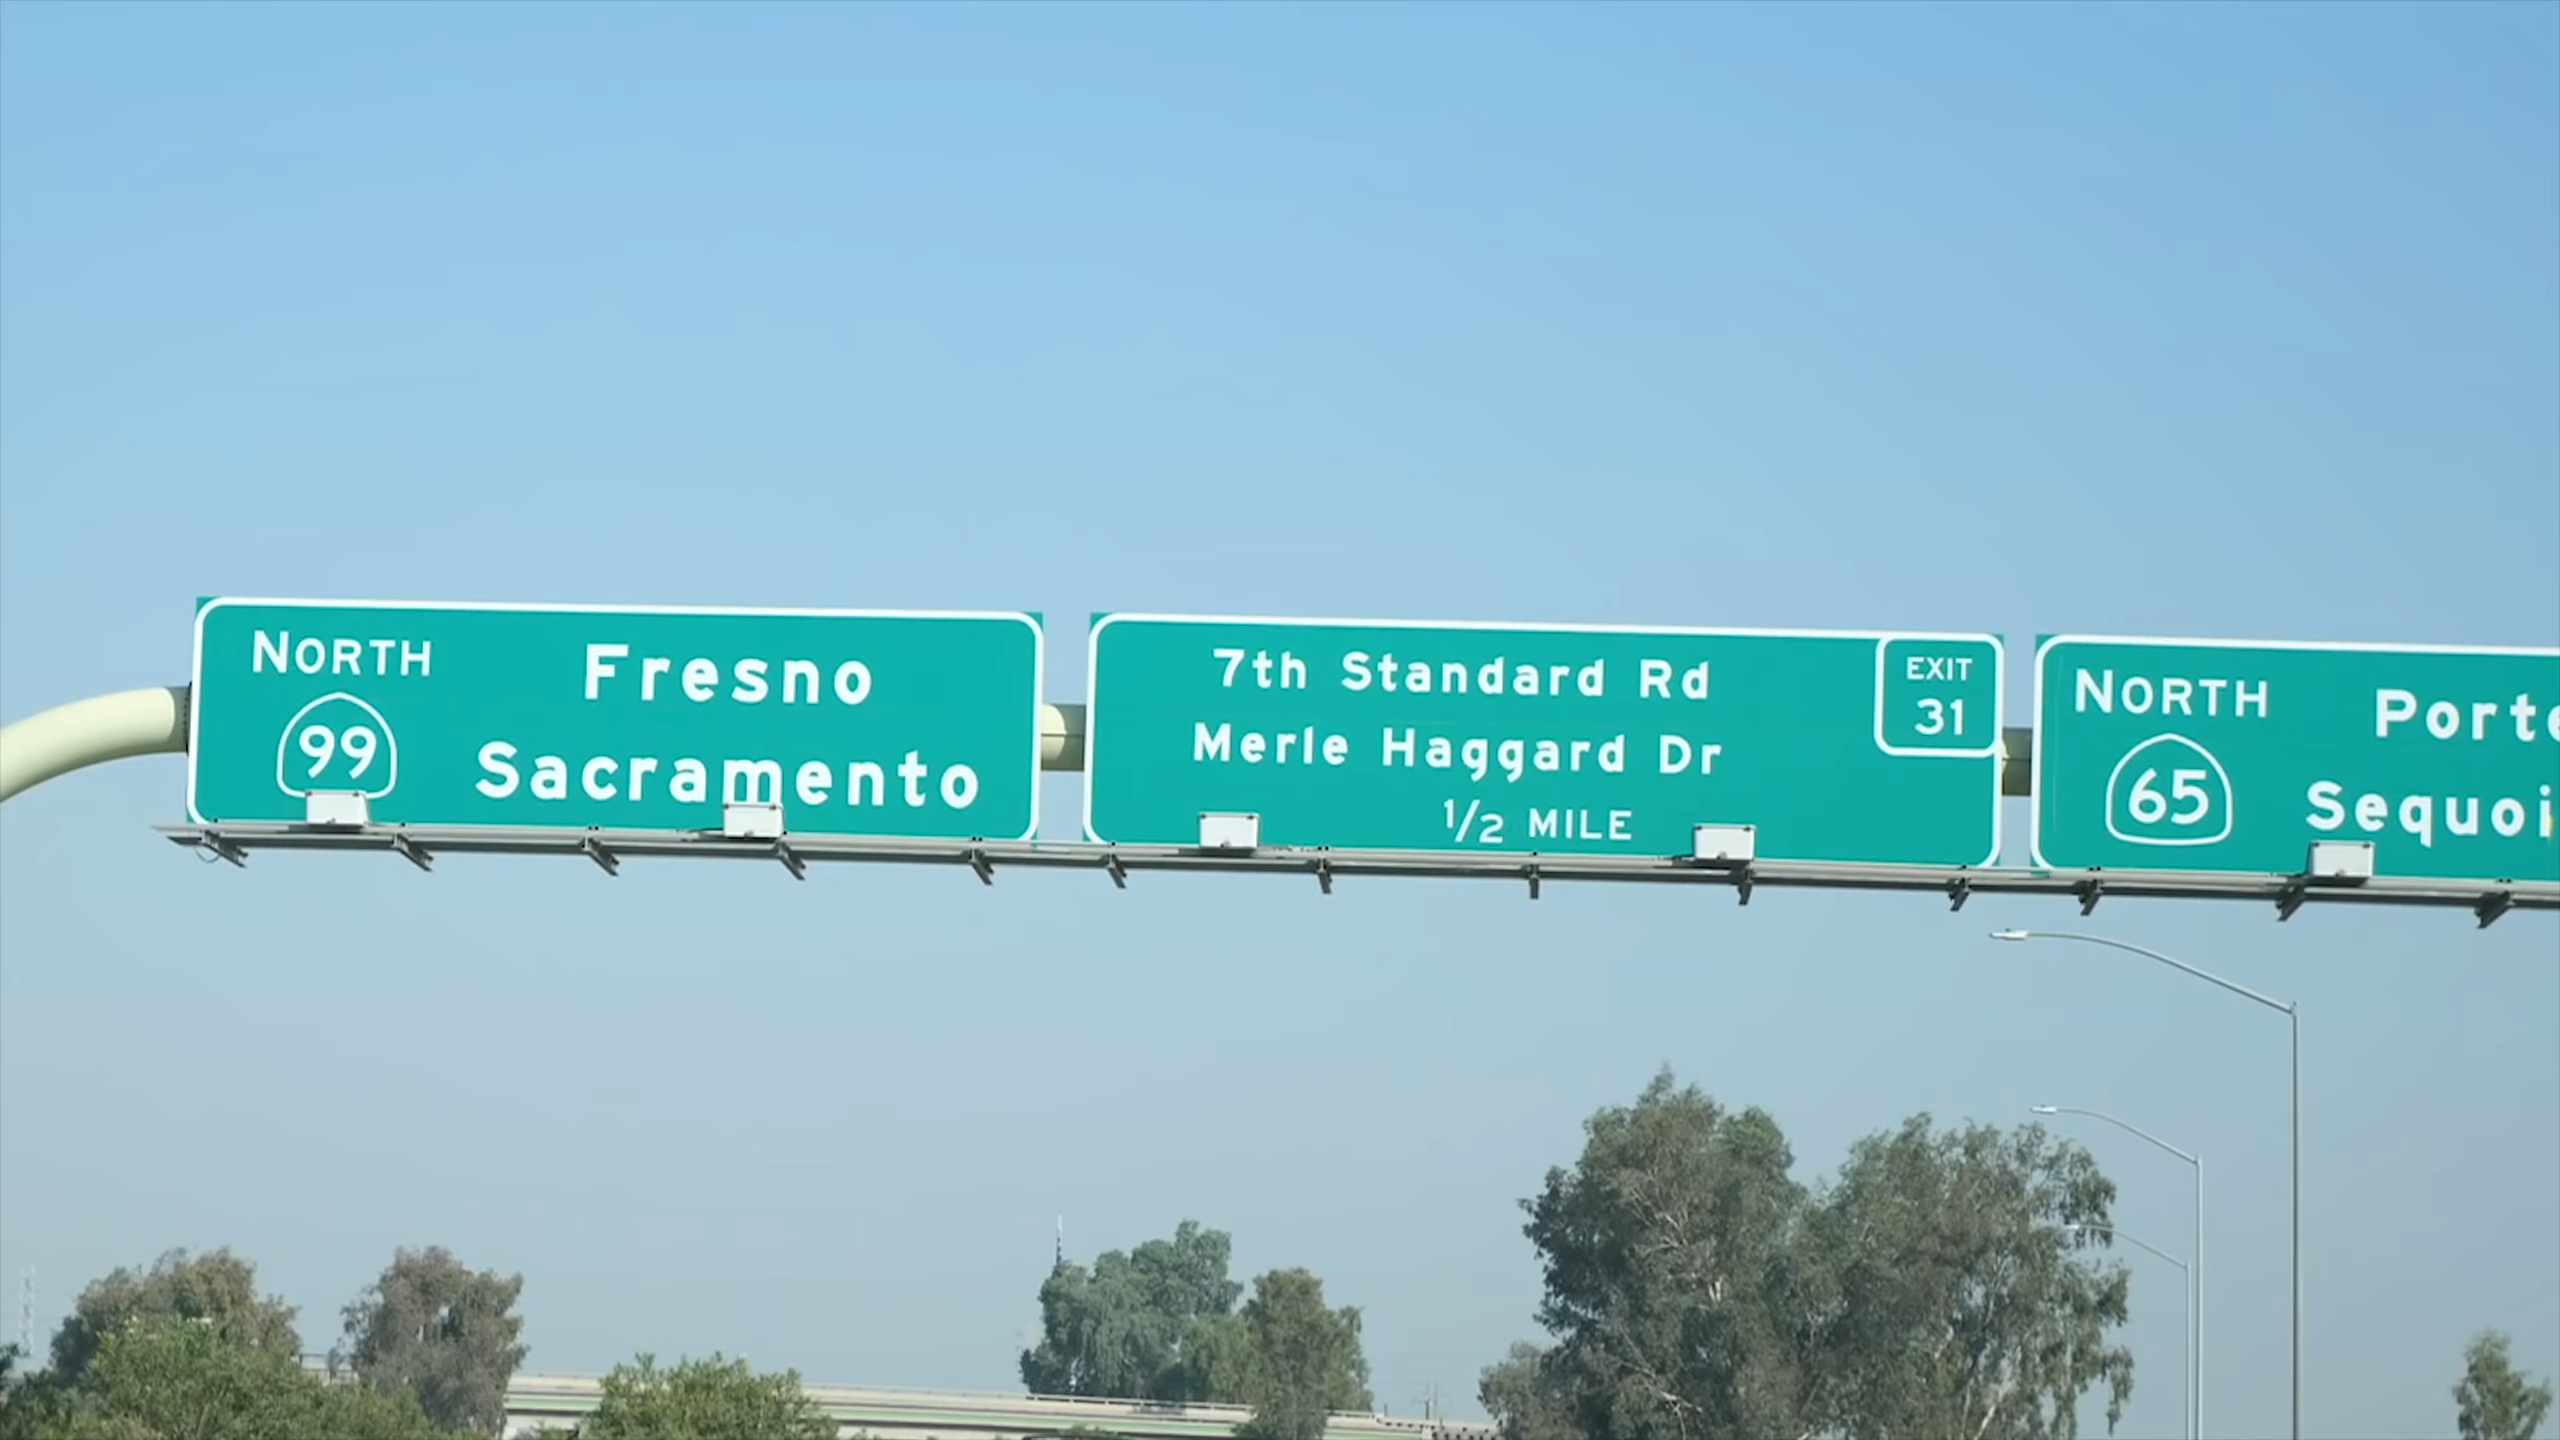 NORTH
99
Fresno
Sacramento
7th Standard Rd
Merle Haggard Dr
1/2 MILE
EXIT
31
NORTH
65